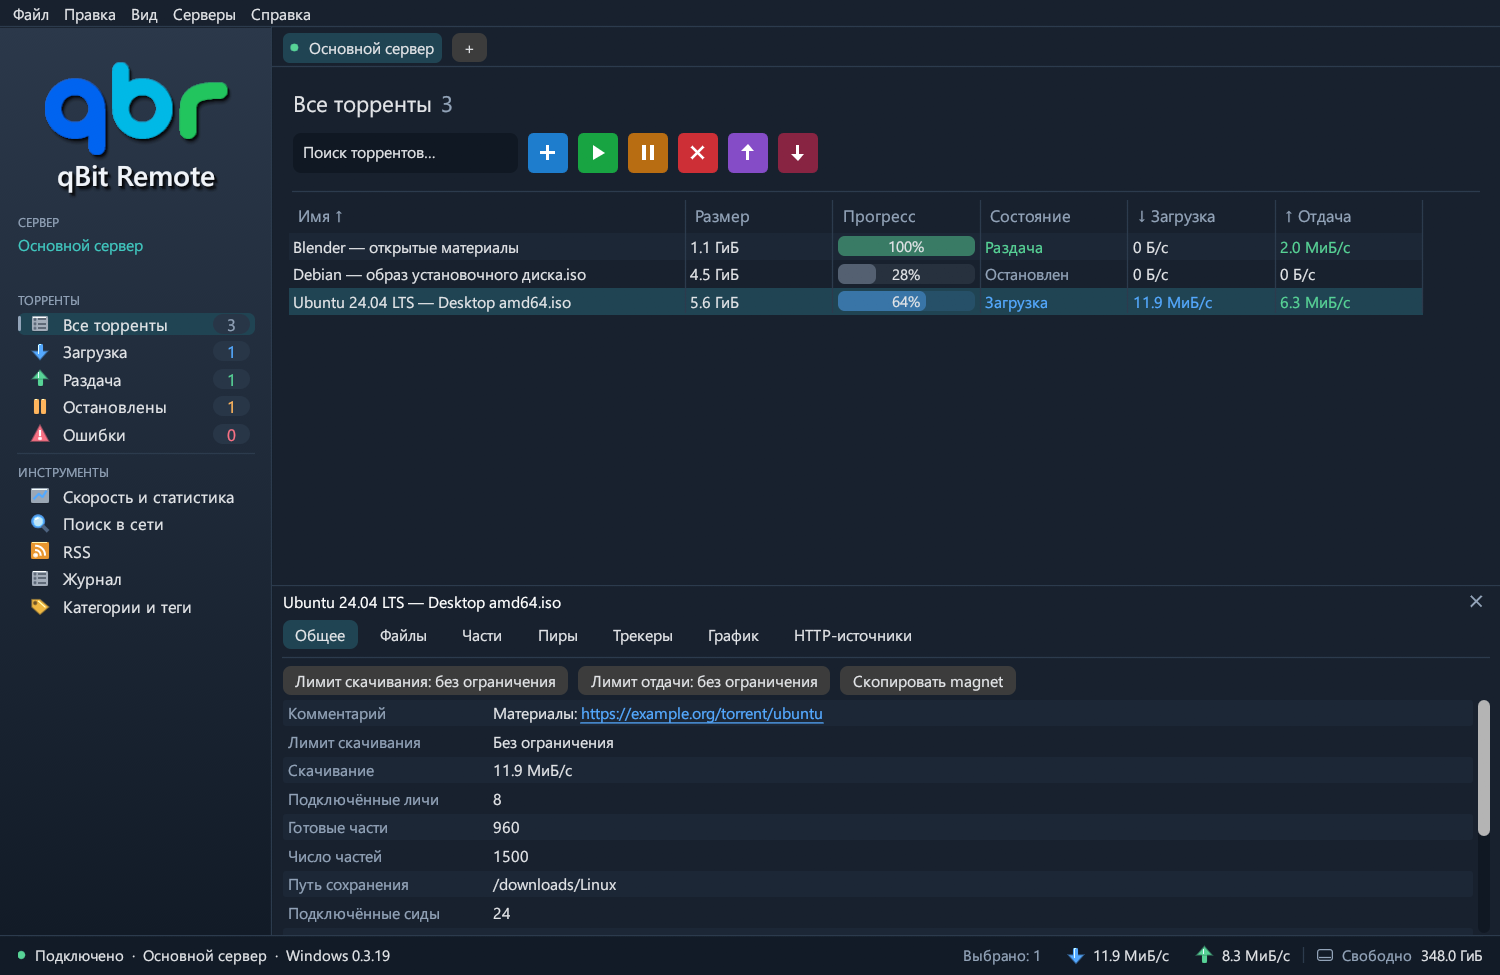 Файл Правка Вид Серверы Справка
Основной сервер +
qbr
qBit Remote
СЕРВЕР
Основной сервер
ТОРРЕНТЫ
Все торренты 3
Загрузка 1
Раздача 1
Остановлены 1
Ошибки 0
ИНСТРУМЕНТЫ
Скорость и статистика
Поиск в сети
RSS
Журнал
Категории и теги
Все торренты 3
Поиск торрентов...
Имя ↑ Размер Прогресс Состояние ↓ Загрузка ↑ Отдача
Blender — открытые материалы 1.1 ГиБ 100% Раздача 0 Б/с 2.0 МиБ/с
Debian — образ установочного диска.iso 4.5 ГиБ 28% Остановлен 0 Б/с 0 Б/с
Ubuntu 24.04 LTS — Desktop amd64.iso 5.6 ГиБ 64% Загрузка 11.9 МиБ/с 6.3 МиБ/с
Ubuntu 24.04 LTS — Desktop amd64.iso
Общее Файлы Части Пиры Трекеры График HTTP-источники
Лимит скачивания: без ограничения Лимит отдачи: без ограничения Скопировать magnet
Комментарий Материалы: https://example.org/torrent/ubuntu
Лимит скачивания Без ограничения
Скачивание 11.9 МиБ/с
Подключённые личи 8
Готовые части 960
Число частей 1500
Путь сохранения /downloads/Linux
Подключённые сиды 24
Подключено · Основной сервер · Windows 0.3.19 Выбрано: 1 11.9 МиБ/с 8.3 МиБ/с Свободно 348.0 ГиБ